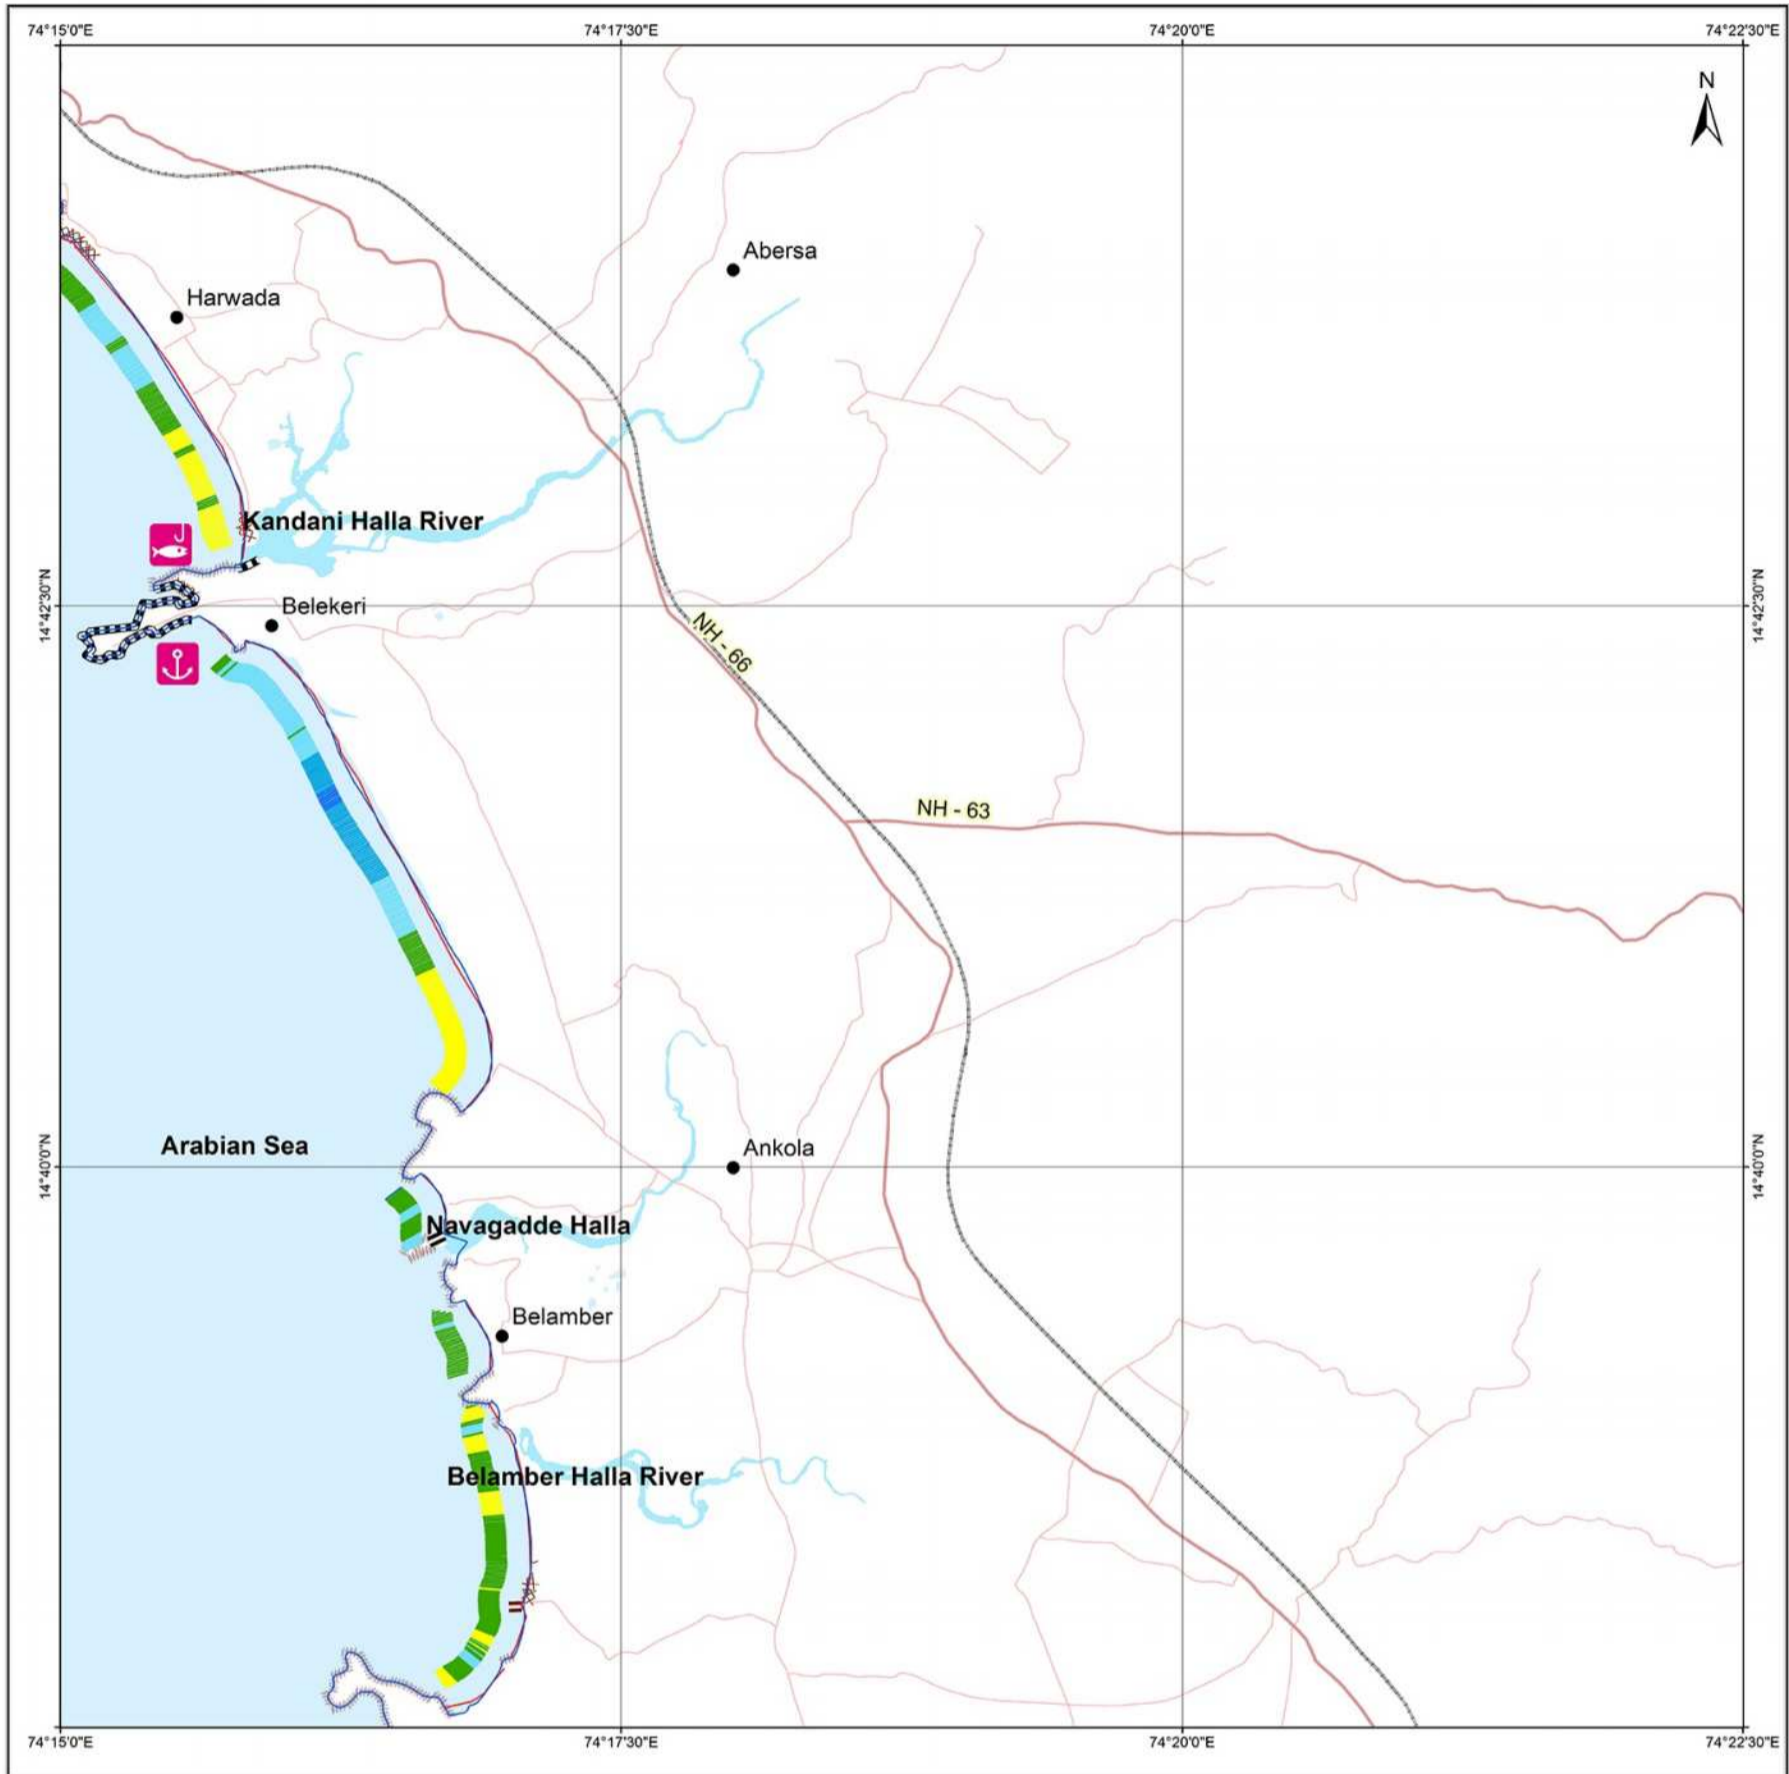 74°15'0"E
74°17'30"E
74°20'0"E
74°22'30"E
N
Abersa
Harwada
Kandani Halla River
14°42'30"N
Belekeri
14°42'30"N
NH - 66
NH - 63
Arabian Sea
Ankola
14°40'0"N
14°40'0"N
Navagadde Halla
Belamber
Belamber Halla River
74°15'0"E
74°17'30"E
74°20'0"E
74°22'30"E